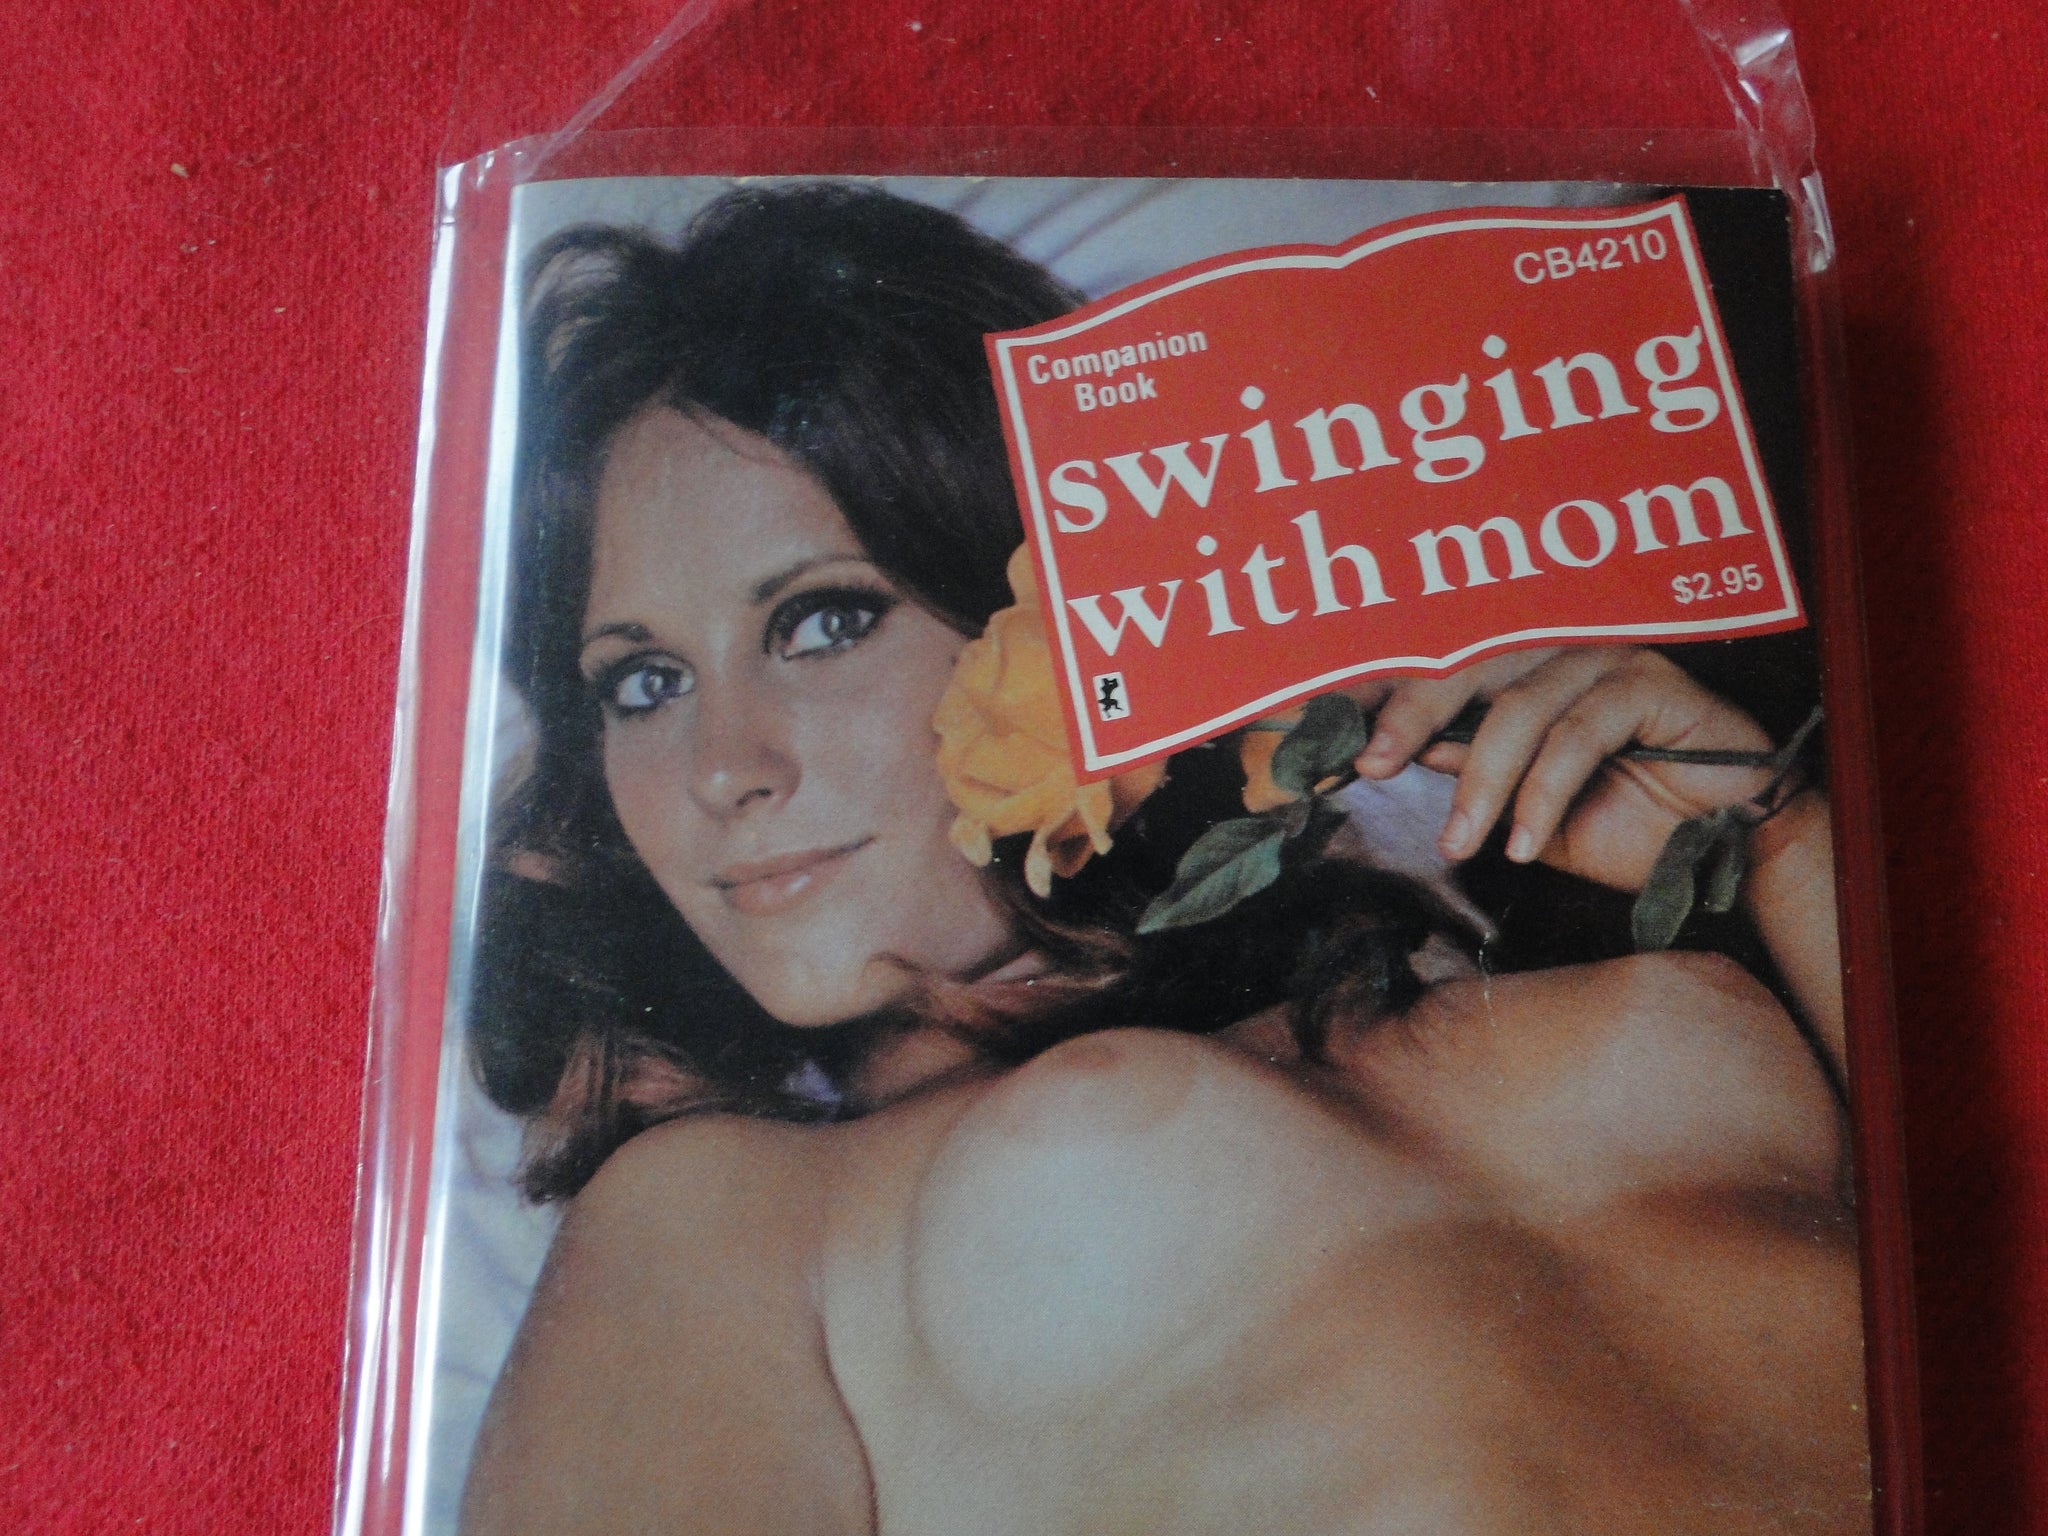 CB4210
Companion
Book
swinging
with mom
$2.95